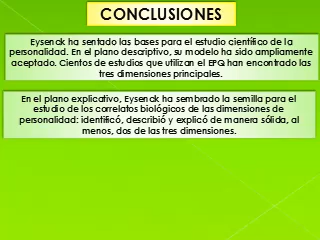 CONCLUSIONES
Eysenck ha sentado las bases para el estudio científico de la
personalidad. En el plano descriptivo, su modelo ha sido ampliamente
aceptado. Cientos de estudios que utilizan el EPQ han encontrado las
tres dimensiones principales.
En el plano explicativo, Eysenck ha sembrado la semilla para el
estudio de los correlatos biológicos de las dimensiones de
personalidad: identificó, describió y explicó de manera sólida, al
menos, dos de las tres dimensiones.